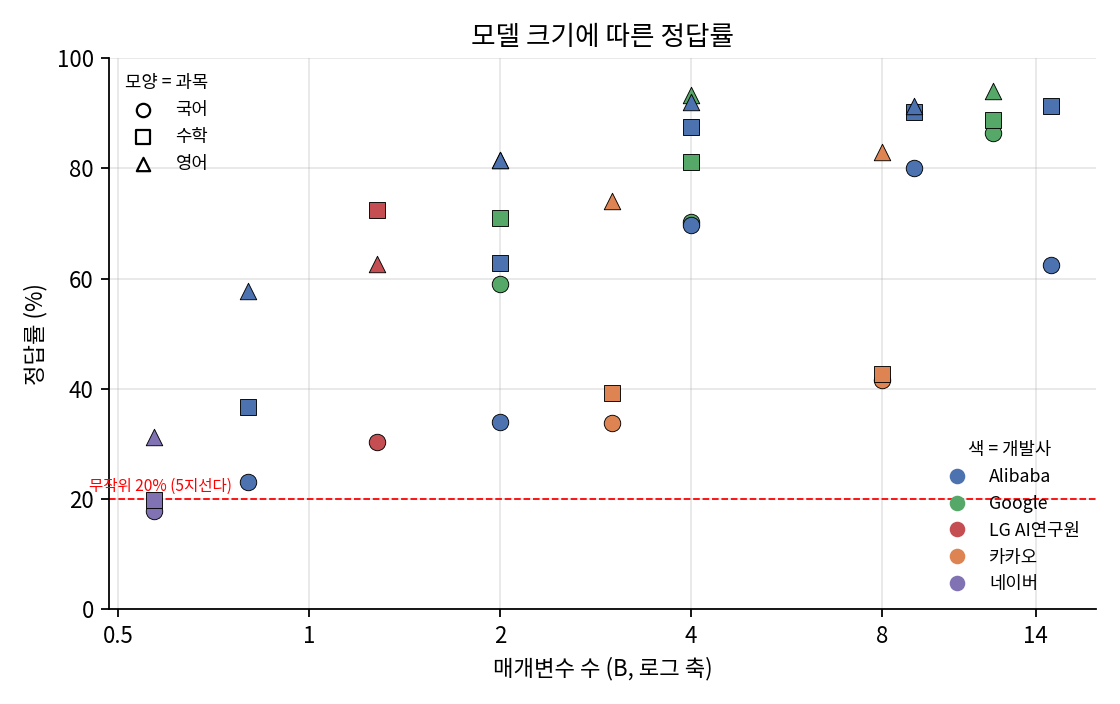 모델 크기에 따른 정답률
100
80
60
40
20
0
정답률 (%)
모양 = 과목
국어
수학
영어
무작위 20% (5지선다)
색 = 개발사
Alibaba
Google
LG AI연구원
카카오
네이버
0.5 1 2 4 8 14
매개변수 수 (B, 로그 축)